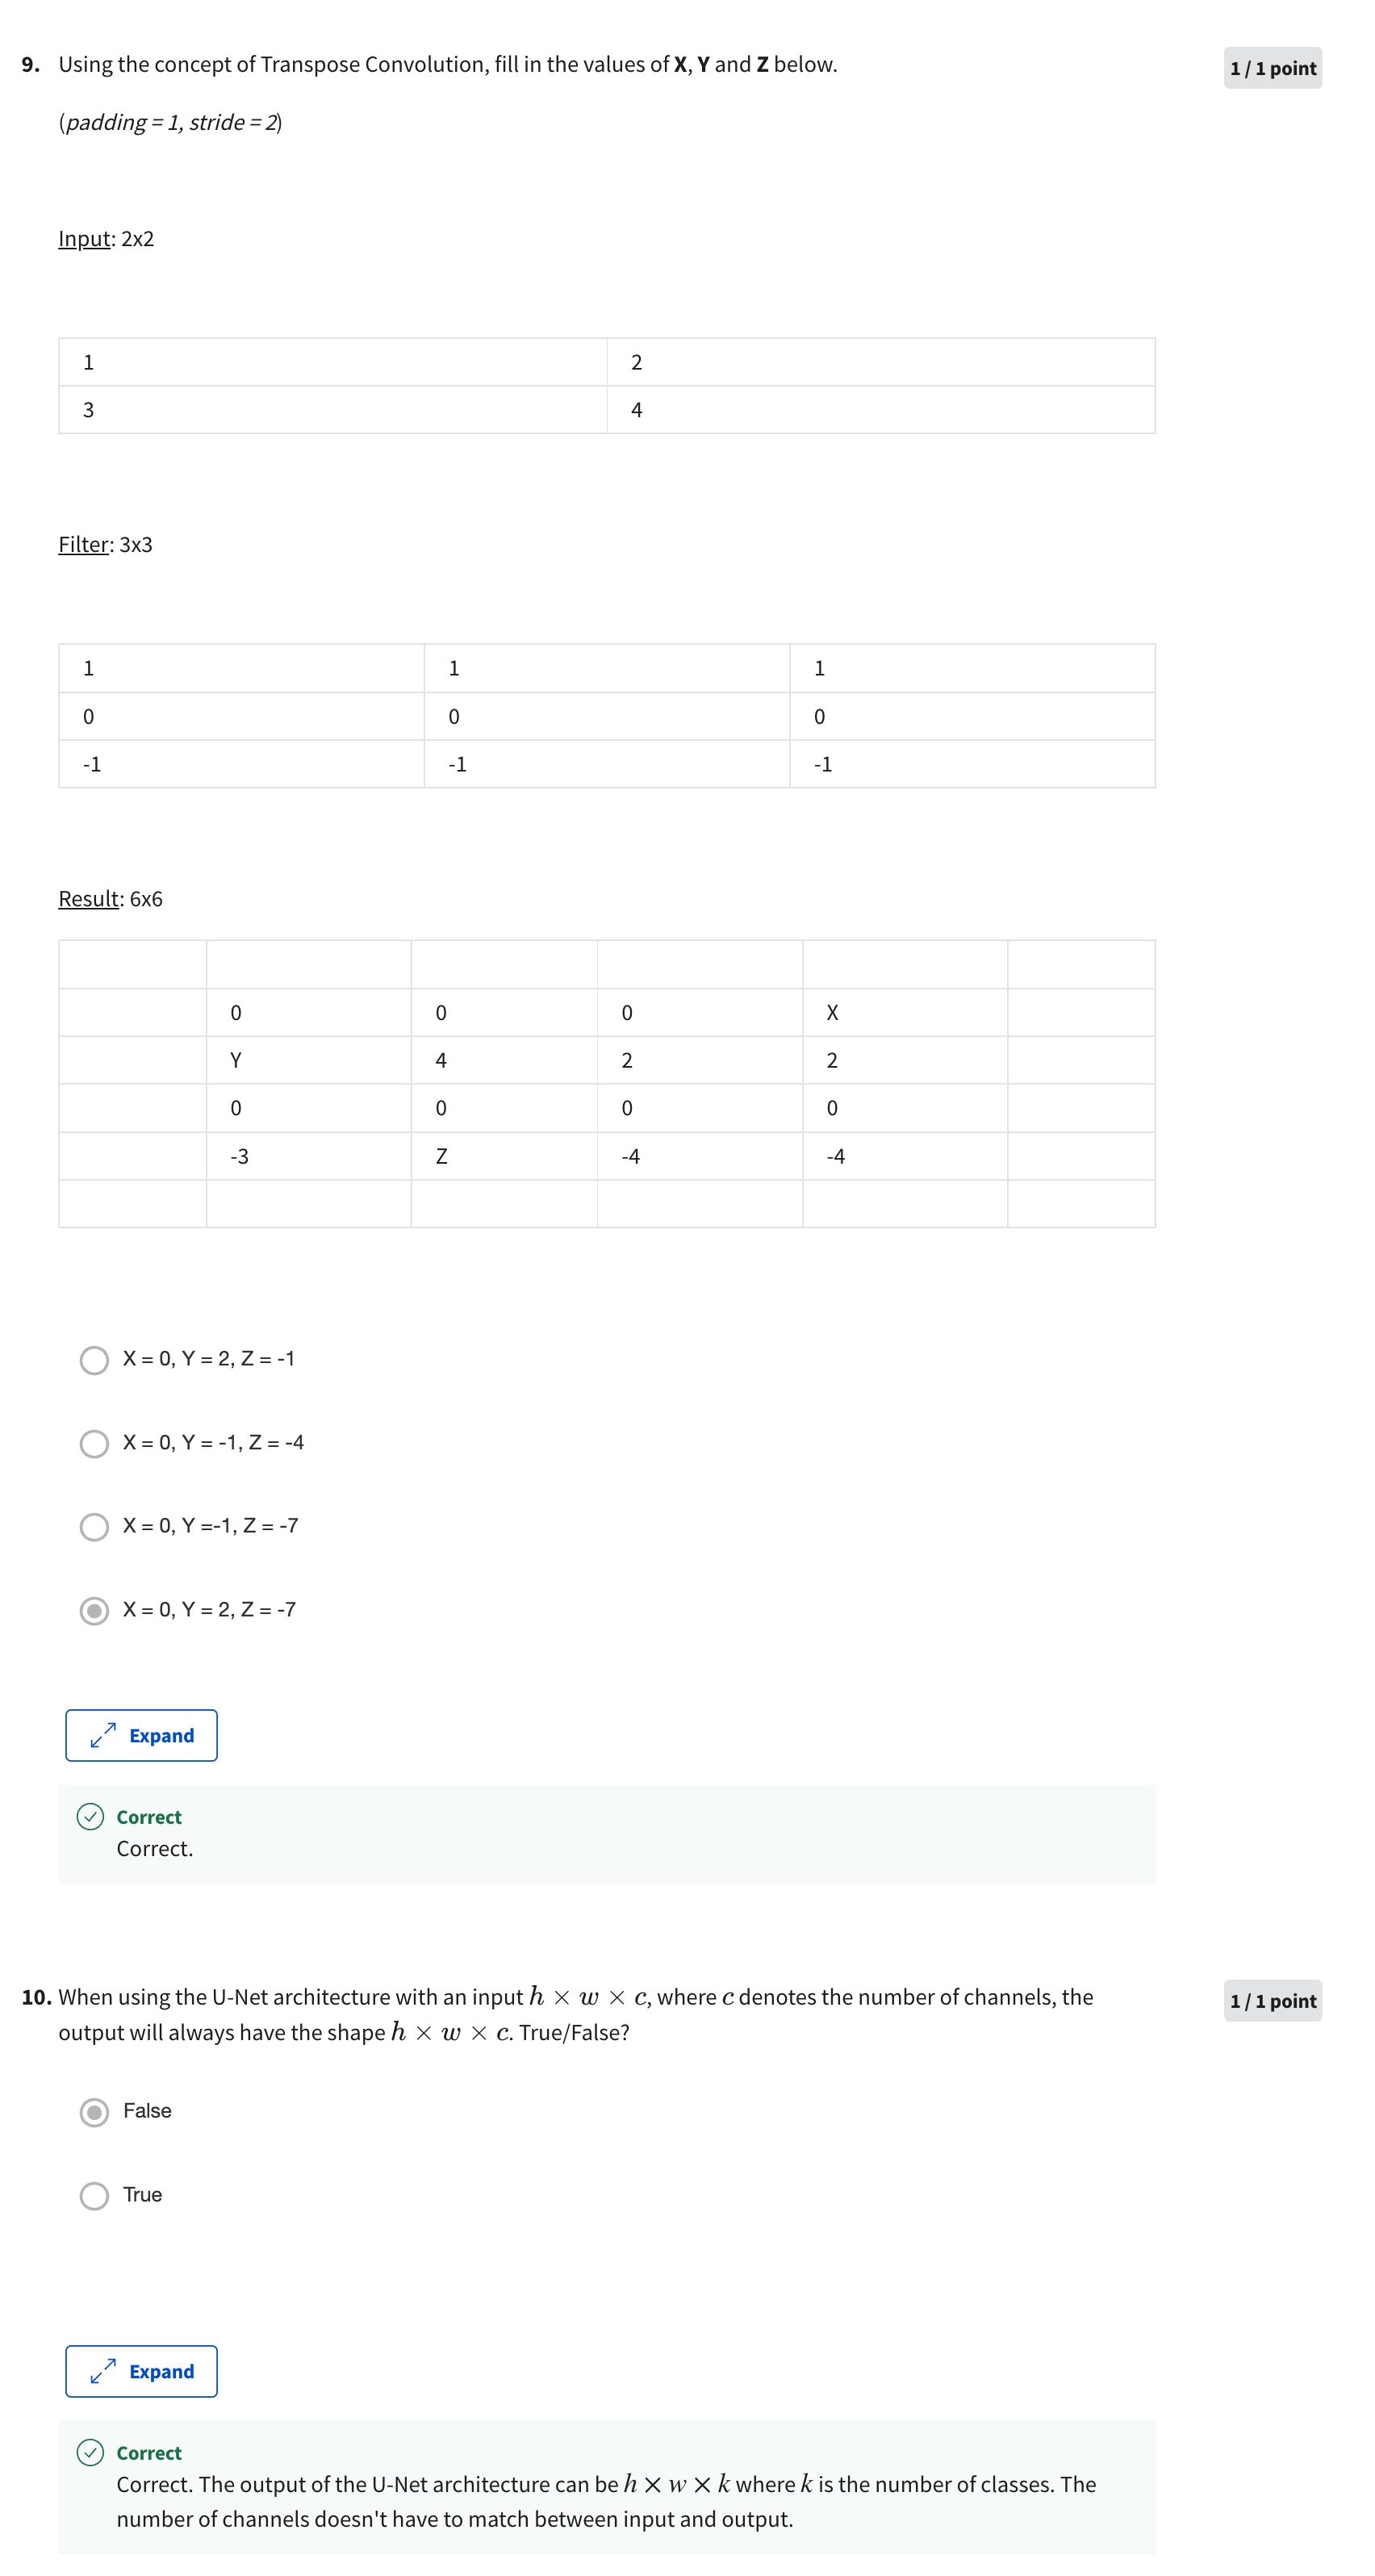 9. Using the concept of Transpose Convolution, fill in the values of X, Y and Z below.
1 / 1 point
(padding = 1, stride = 2)
Input: 2x2
1 2
3 4
Filter: 3x3
1 1 1
0 0 0
-1 -1 -1
Result: 6x6
0 0 0 X
Y 4 2 2
0 0 0 0
-3 Z -4 -4
X = 0, Y = 2, Z = -1
X = 0, Y = -1, Z = -4
X = 0, Y =-1, Z = -7
X = 0, Y = 2, Z = -7
Expand
Correct
Correct.
10. When using the U-Net architecture with an input h × w × c, where c denotes the number of channels, the
output will always have the shape h × w × c. True/False?
1 / 1 point
False
True
Expand
Correct
Correct. The output of the U-Net architecture can be h × w × k where k is the number of classes. The
number of channels doesn't have to match between input and output.